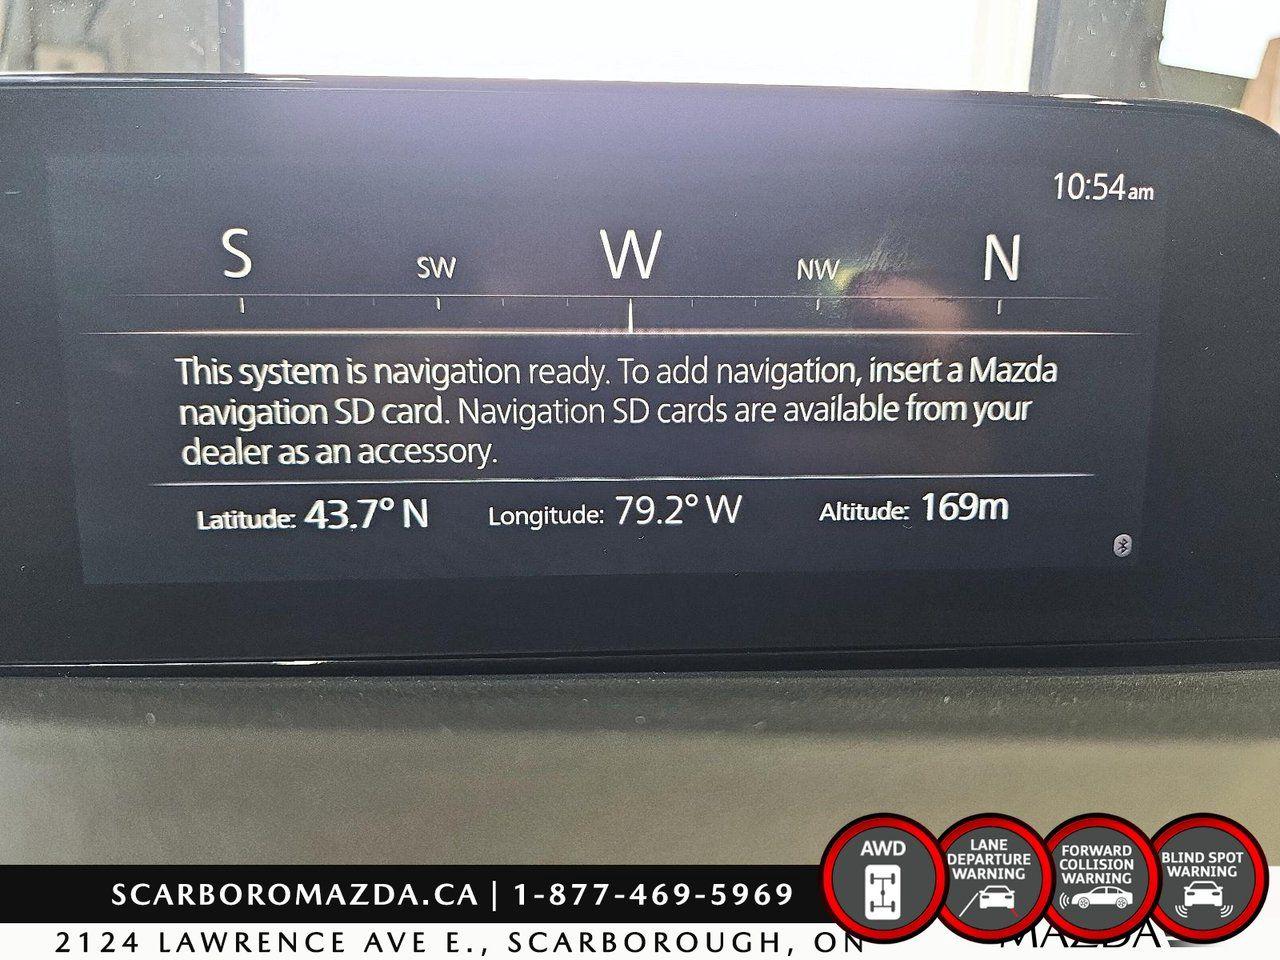 10:54am
S SW W NW N
This system is navigation ready. To add navigation, insert a Mazda
navigation SD card. Navigation SD cards are available from your
dealer as an accessory.
Latitude: 43.7° N Longitude: 79.2° W Altitude: 169m
AWD
LANE
DEPARTURE
WARNING
FORWARD
COLLISION
WARNING
BLIND SPOT
WARNING
SCARBOROMAZDA.CA | 1-877-469-5969
2124 LAWRENCE AVE E., SCARBOROUGH, ON
MAZDA